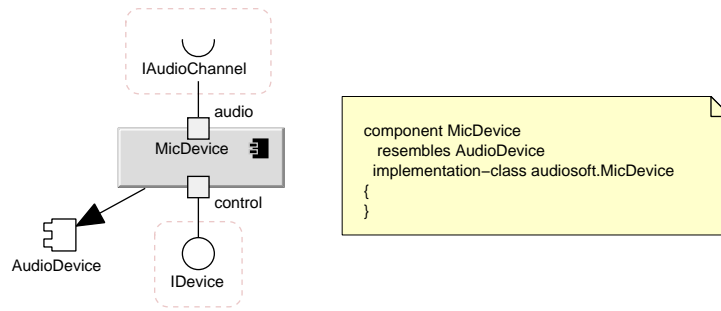 IAudioChannel
audio
MicDevice
control
AudioDevice
IDevice
component MicDevice
resembles AudioDevice
implementation−class audiosoft.MicDevice
{
}